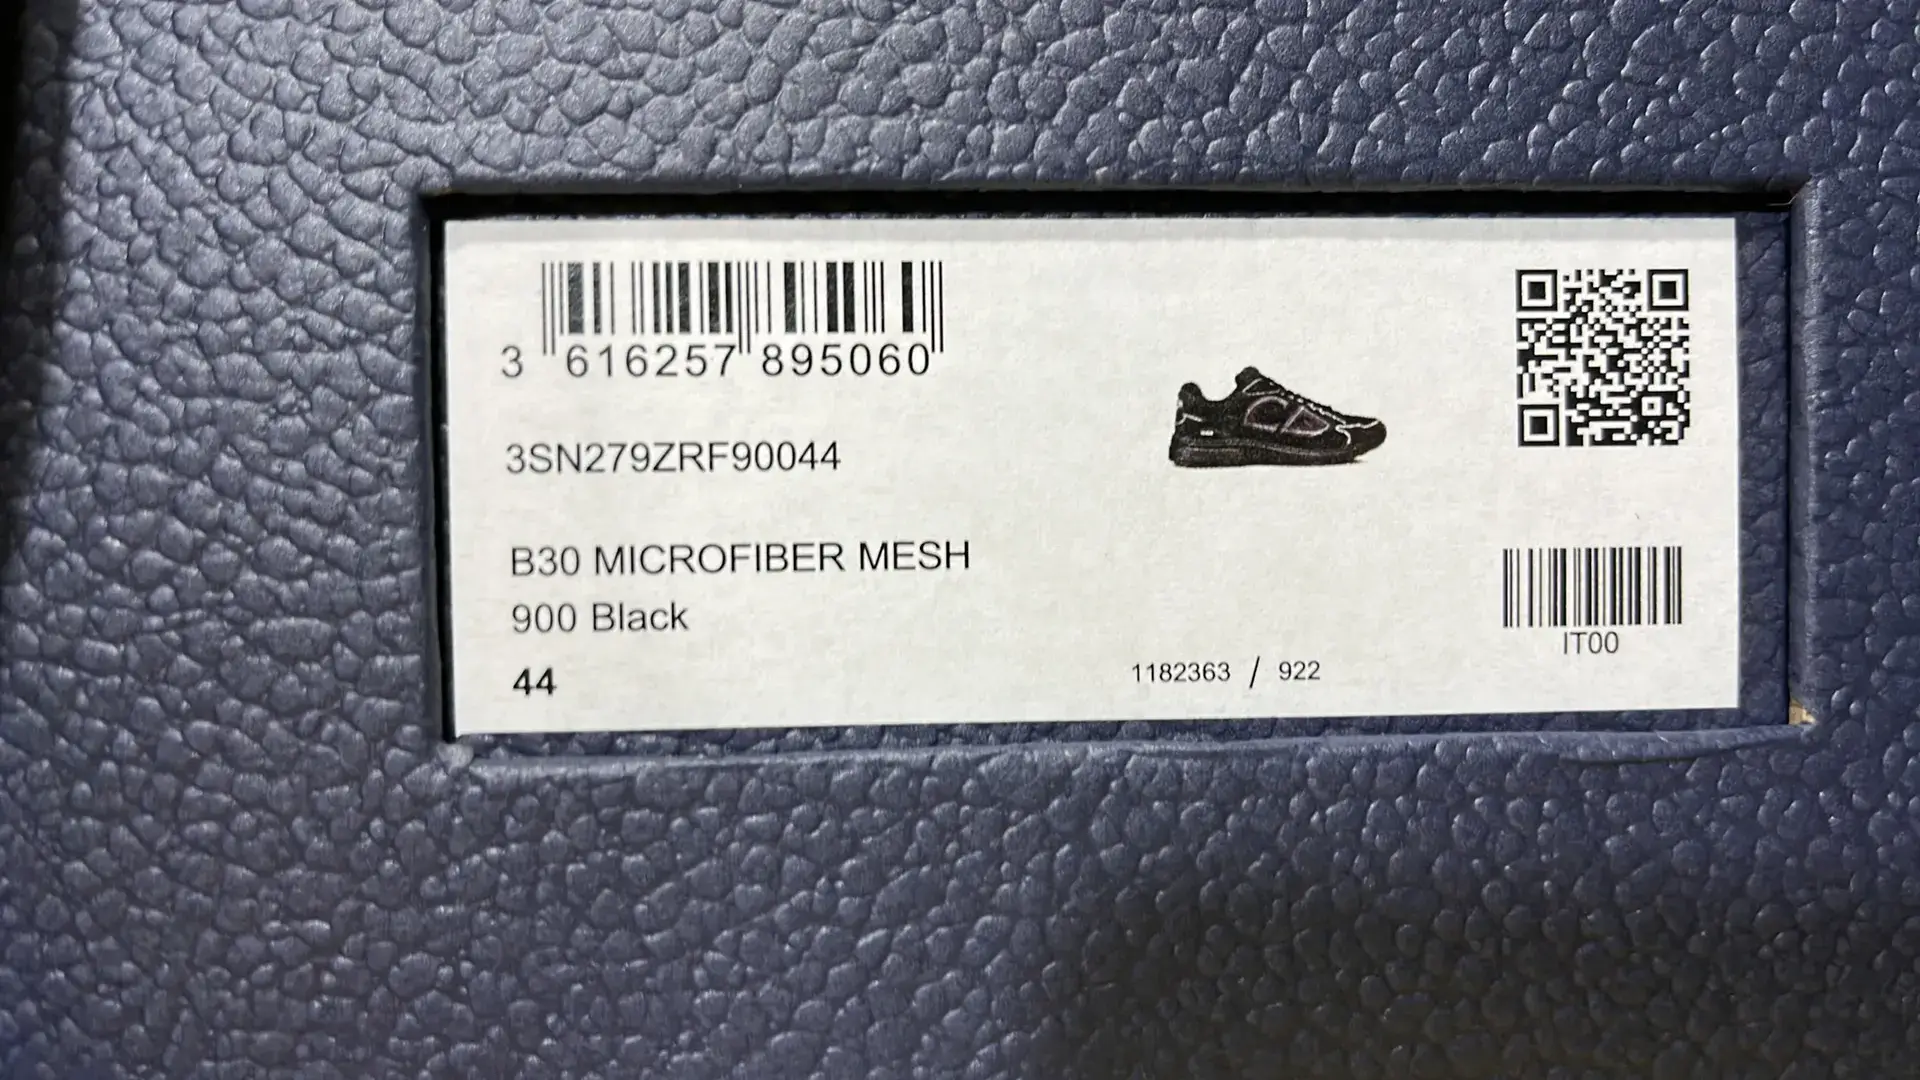 3 616257 895060
3SN279ZRF90044
B30 MICROFIBER MESH
900 Black
44
1182363 / 922
IT00